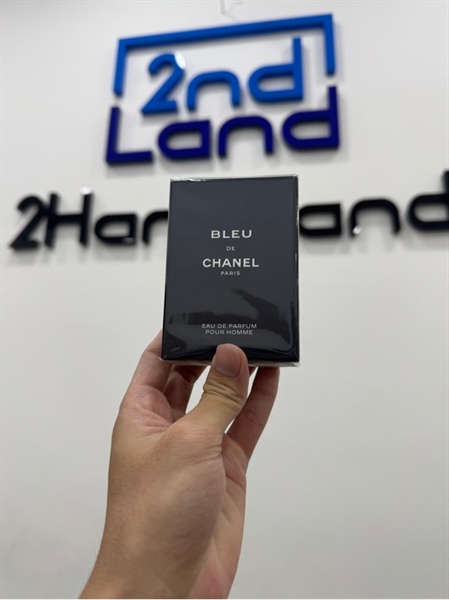 2nd
Land
BLEU
DE
CHANEL
PARIS
EAU DE PARFUM
POUR HOMME